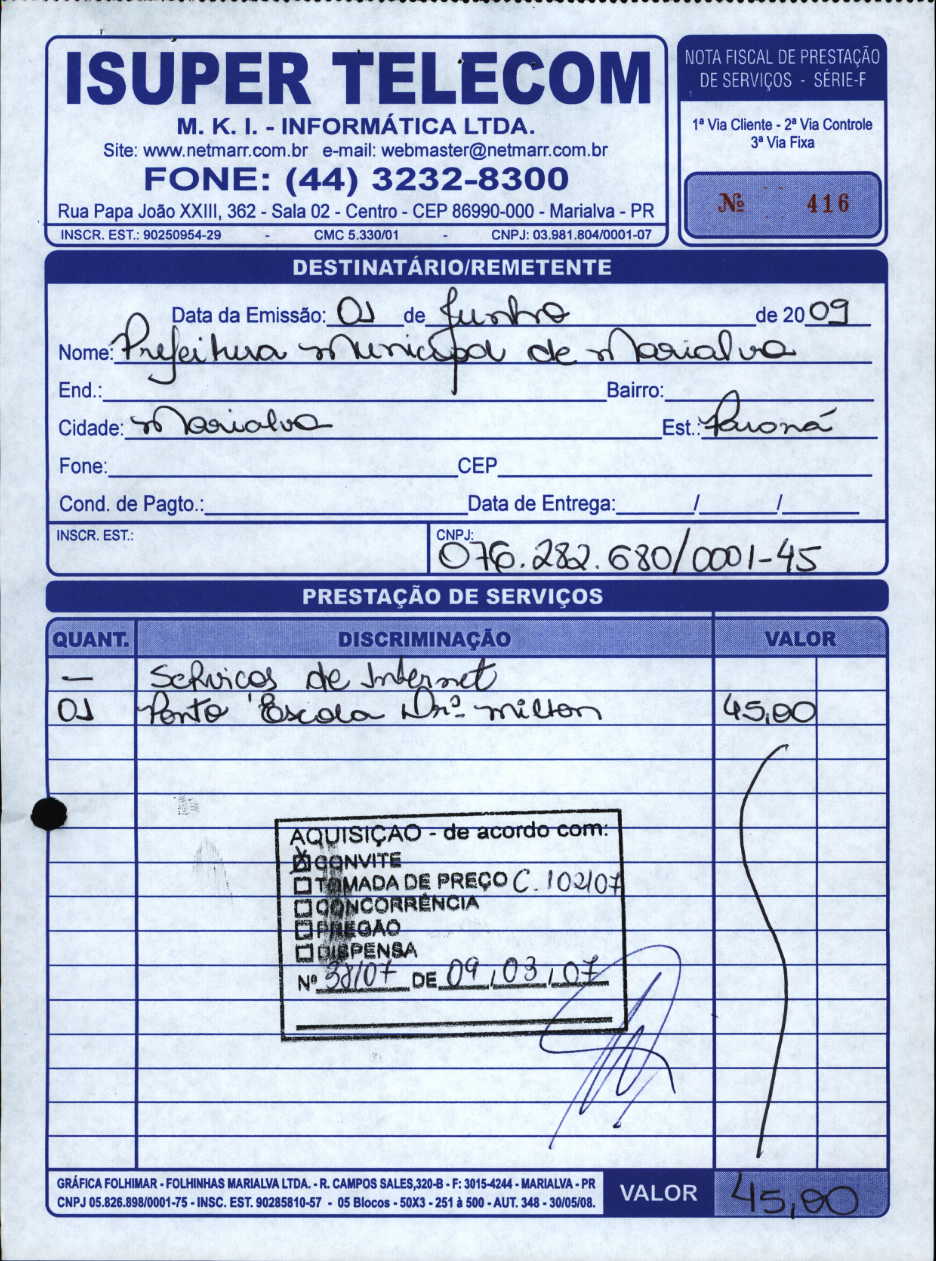 ISUPER TELECOM
M. K. I. - INFORMÁTICA LTDA.
Site: www.netmarr.com.br e-mail: webmaster@netmarr.com.br
FONE: (44) 3232-8300
Rua Papa João XXIII, 362 - Sala 02 - Centro - CEP 86990-000 - Marialva - PR
INSCR. EST.: 90250954-29 - CMC 5.330/01 - CNPJ: 03.981.804/0001-07
NOTA FISCAL DE PRESTAÇÃO
DE SERVIÇOS - SÉRIE-F
1ª Via Cliente - 2ª Via Controle
3ª Via Fixa
Nº 416
DESTINATÁRIO/REMETENTE
Data da Emissão: 01 de Junho de 2009
Nome: Prefeitura Municipal de Marialva
End.: Bairro:
Cidade: Marialva Est.: Paraná
Fone: CEP
Cond. de Pagto.: Data de Entrega: / /
INSCR. EST.: CNPJ: 076.282.680/0001-45
PRESTAÇÃO DE SERVIÇOS
QUANT. DISCRIMINAÇÃO VALOR
— Serviços de Internet
01 Ponto Escola Milton 45,00
AQUISIÇAO - de acordo com:
CONVITE
TOMADA DE PREÇO C. 102/07
CONCORRÊNCIA
PREGAO
DISPENSA
Nº 38/07 DE 09 / 03 / 07
GRÁFICA FOLHIMAR - FOLHINHAS MARIALVA LTDA. - R. CAMPOS SALES,320-B - F: 3015-4244 - MARIALVA - PR
CNPJ 05.826.898/0001-75 - INSC. EST. 90285810-57 - 05 Blocos - 50X3 - 251 à 500 - AUT. 348 - 30/05/08.
VALOR 45,00